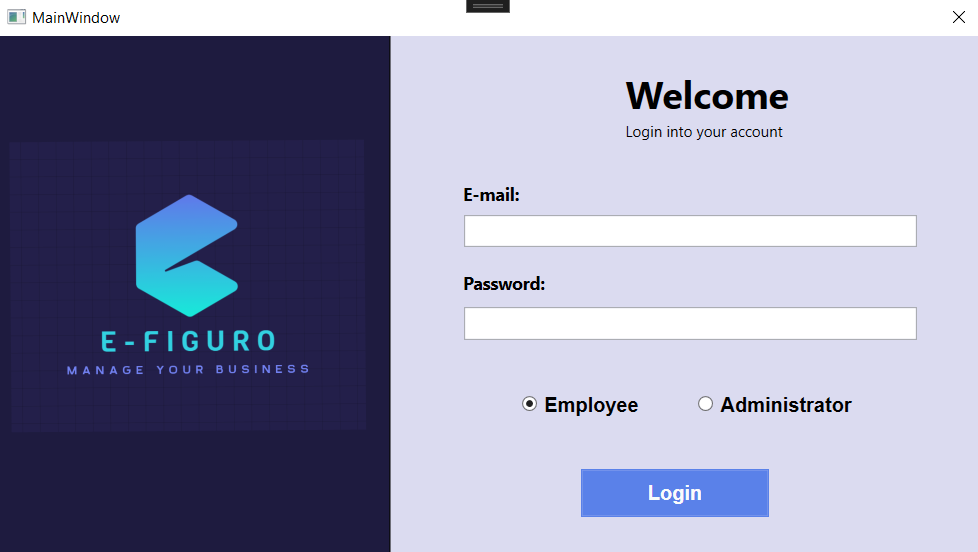 MainWindow
E-FIGURO
MANAGE YOUR BUSINESS
Welcome
Login into your account
E-mail:
Password:
Employee Administrator
Login